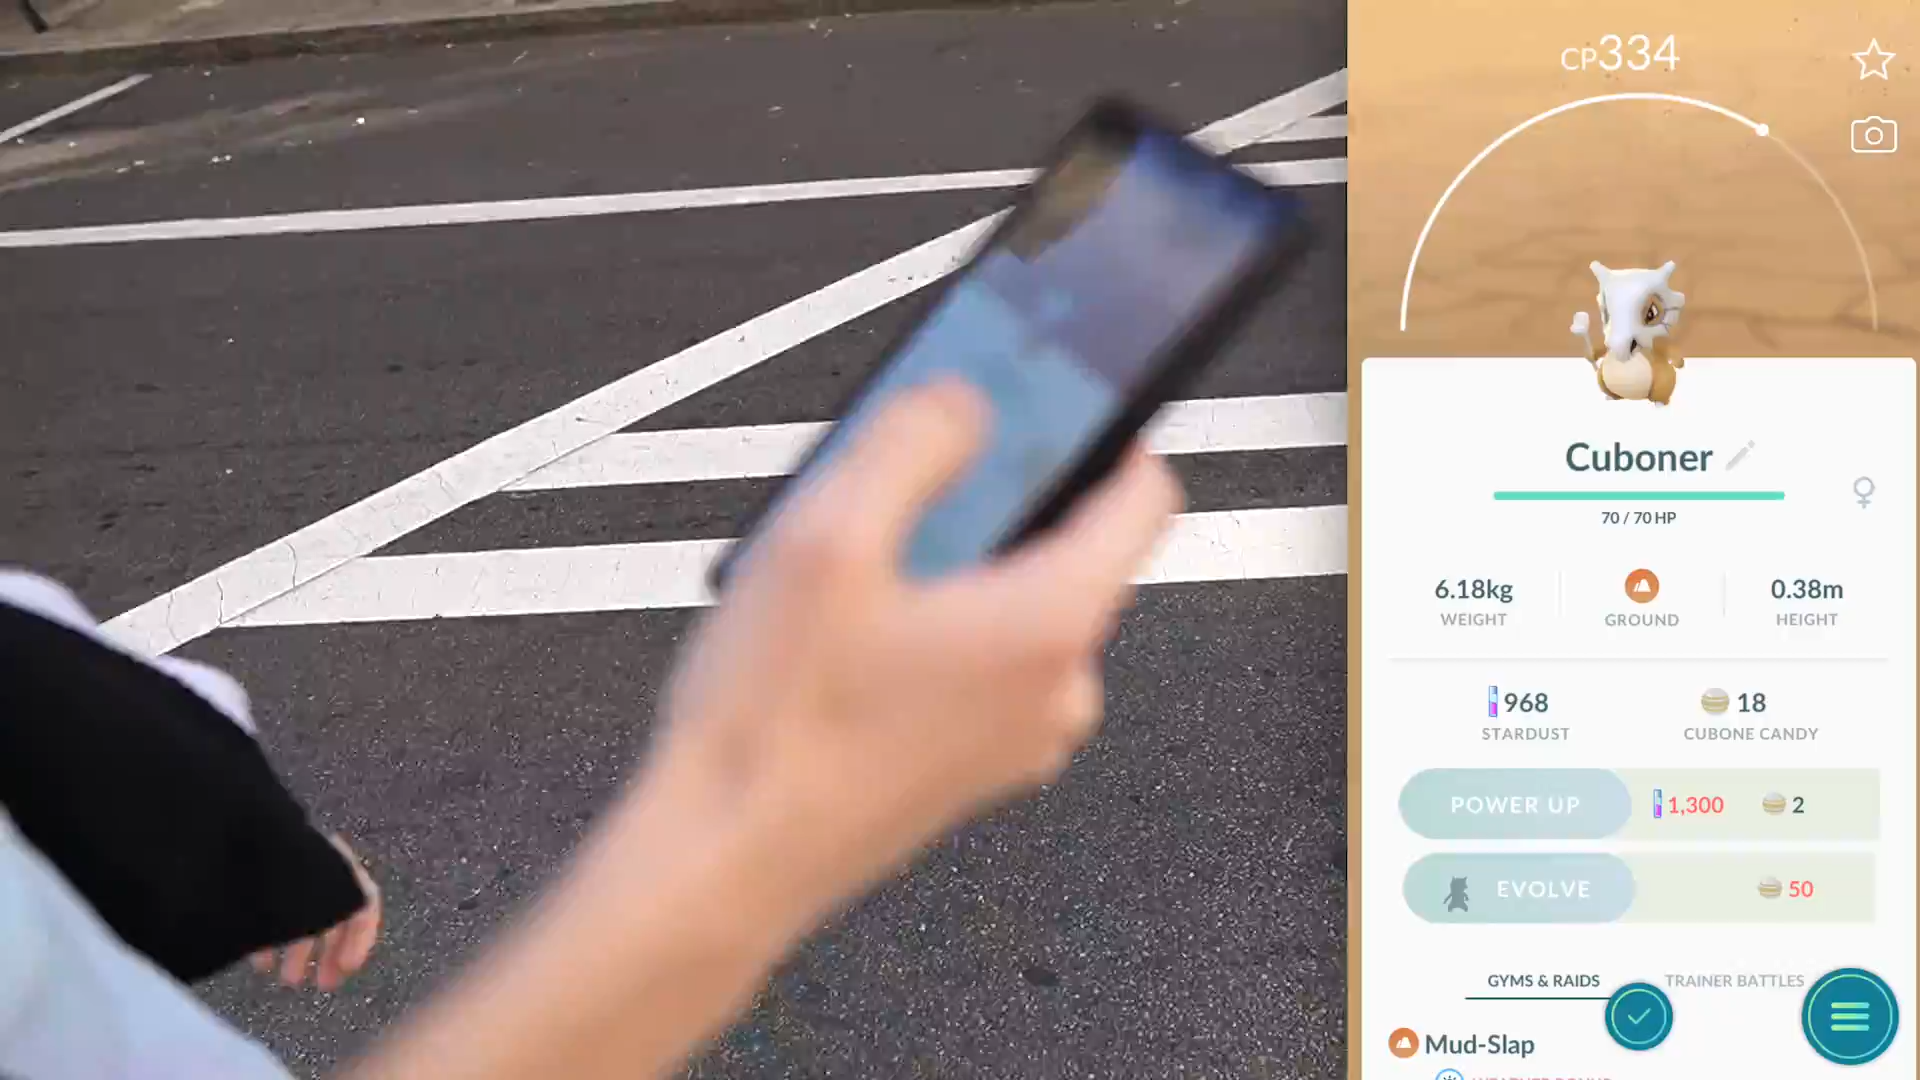 CP334
Cuboner
70 / 70 HP
6.18kg
WEIGHT
GROUND
0.38m
HEIGHT
968
STARDUST
18
CUBONE CANDY
POWER UP 1,300 2
EVOLVE 50
GYMS & RAIDS TRAINER BATTLES
Mud-Slap